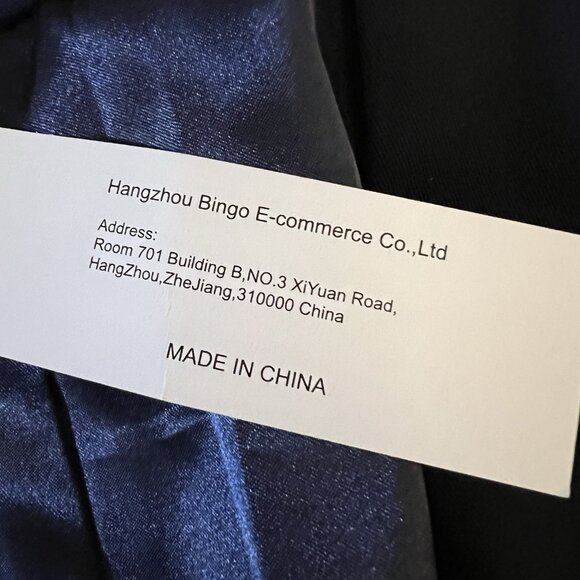 Hangzhou Bingo E-commerce Co.,Ltd
Address:
Room 701 Building B,NO.3 XiYuan Road,
HangZhou,ZheJiang,310000 China
MADE IN CHINA